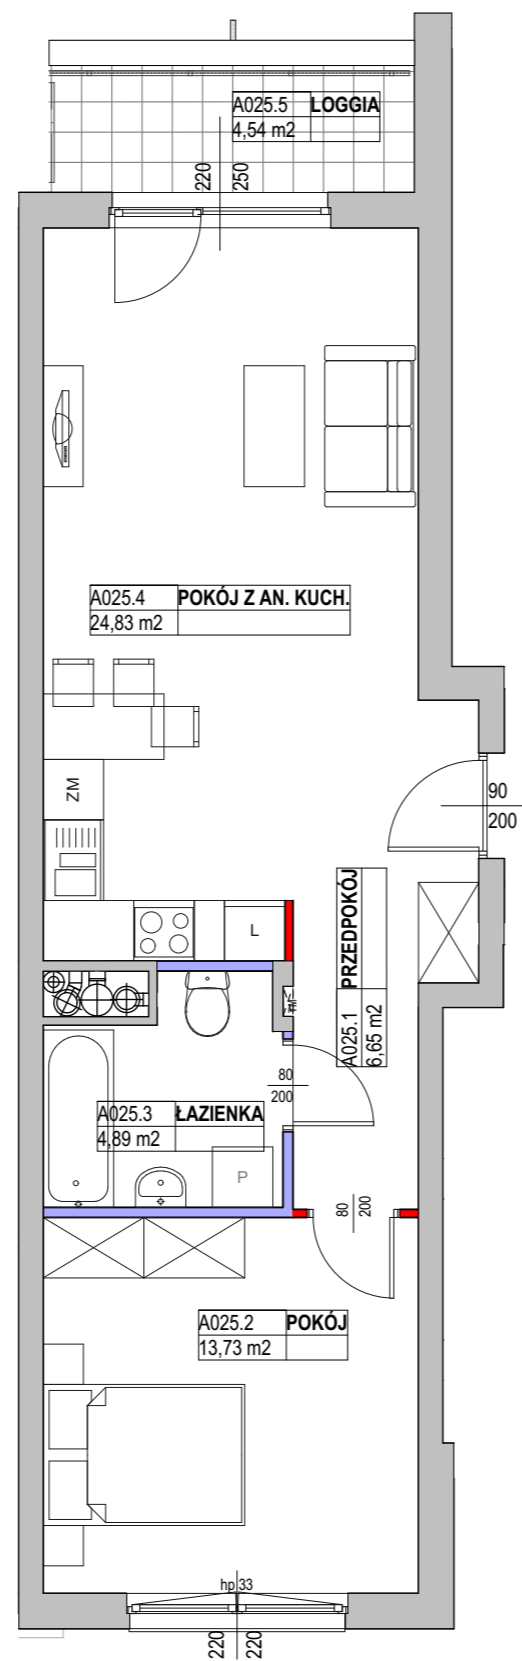 A025.5 LOGGIA
4,54 m2
220
250
A025.4 POKÓJ Z AN. KUCH.
24,83 m2
ZM
90
200
L
A025.1 PRZEDPOKÓJ
6,65 m2
80
200
A025.3 ŁAZIENKA
4,89 m2
P
80
200
A025.2 POKÓJ
13,73 m2
hp 33
220
220